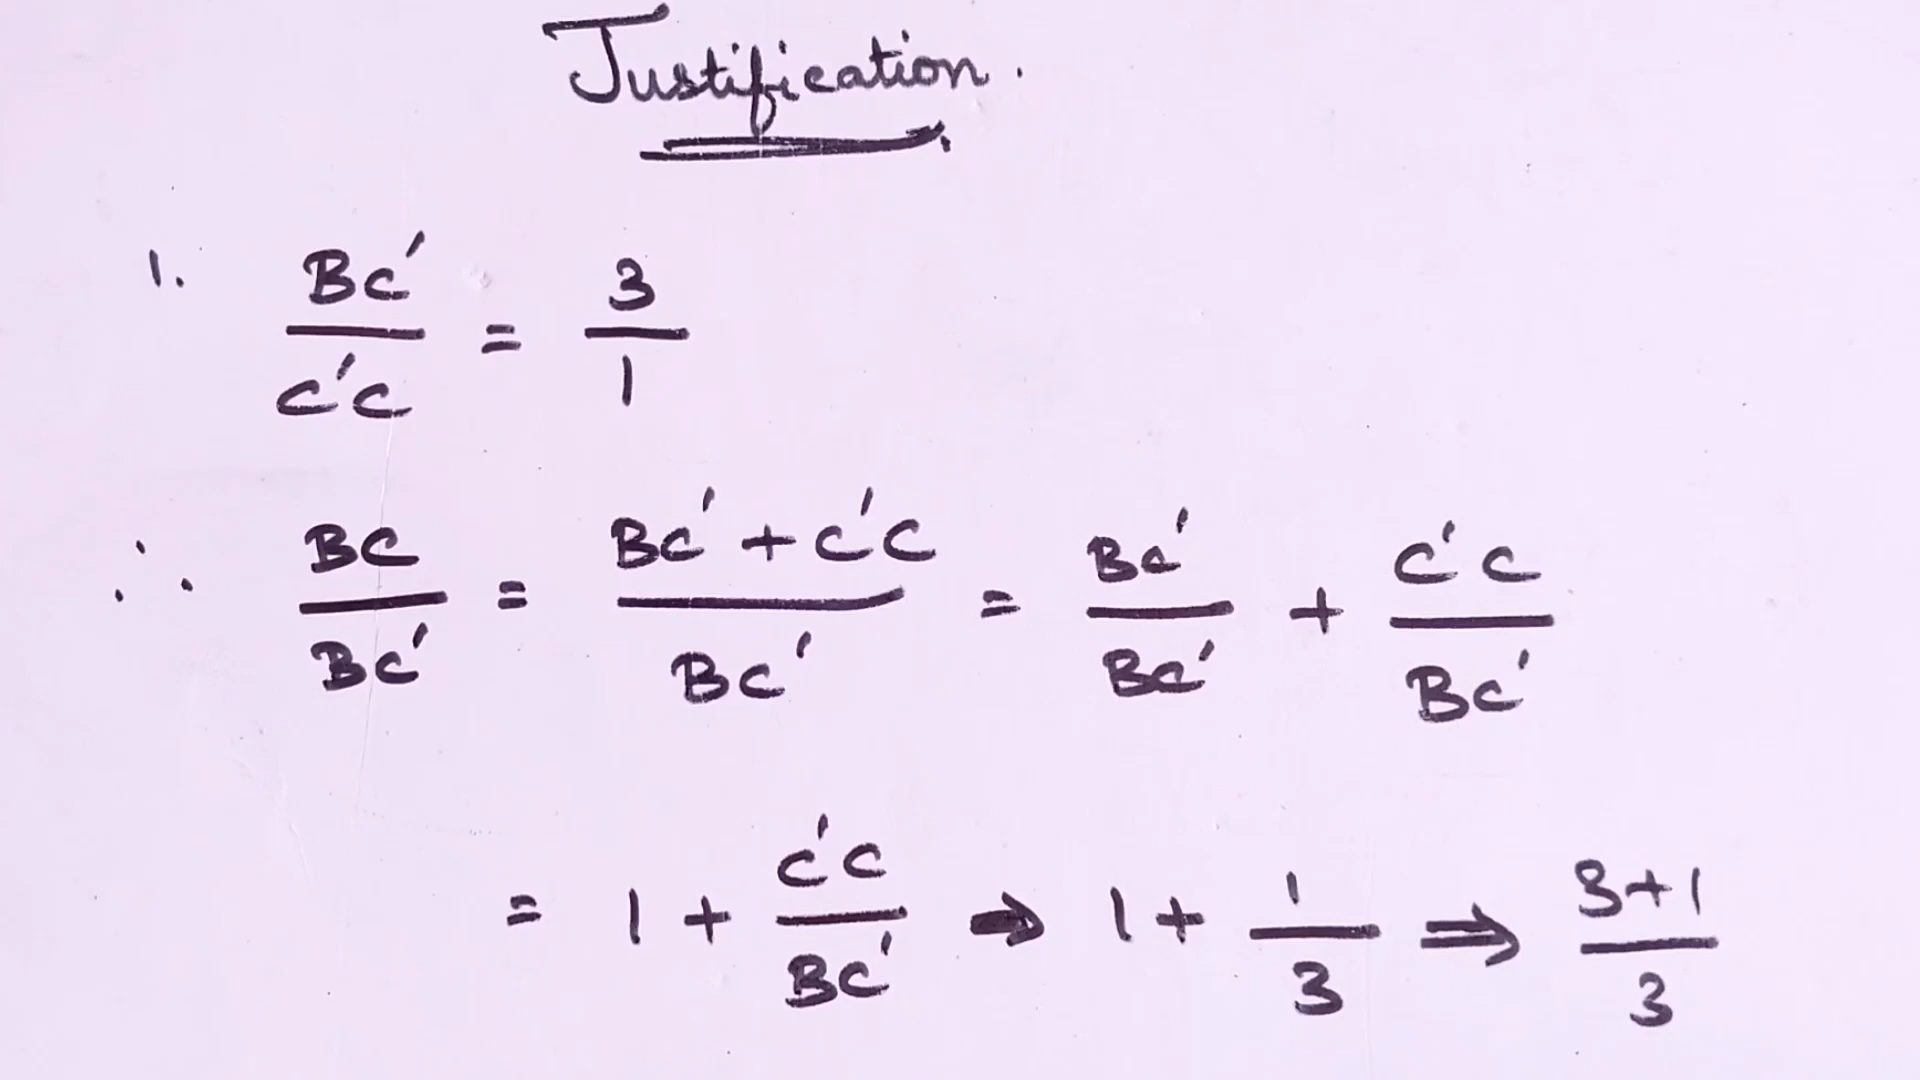 Justification.
1. BC'/C'C = 3/1
∴ BC/BC' = BC' + C'C/BC' = BC'/BC' + C'C/BC'
= 1 + C'C/BC' ⇒ 1 + 1/3 ⇒ 3+1/3